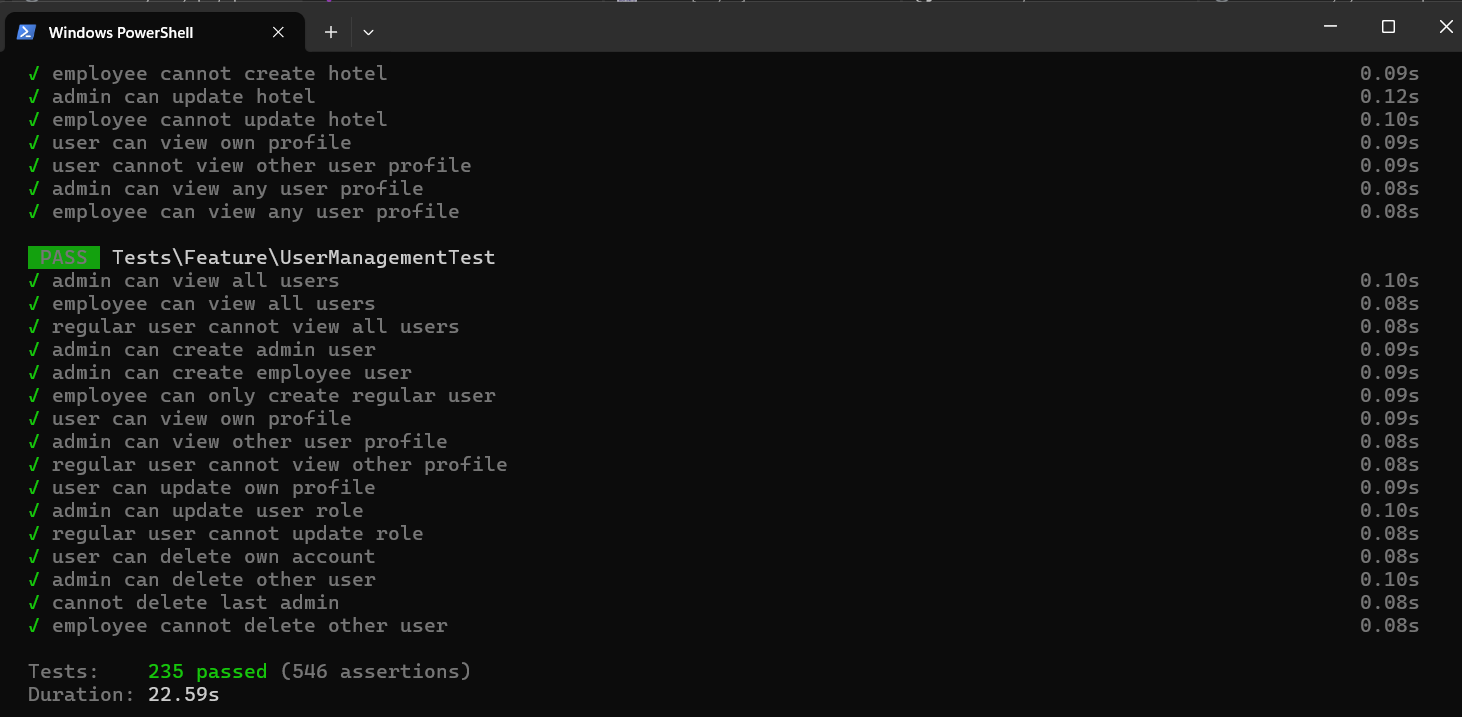 Windows PowerShell
✓ employee cannot create hotel 0.09s
✓ admin can update hotel 0.12s
✓ employee cannot update hotel 0.10s
✓ user can view own profile 0.09s
✓ user cannot view other user profile 0.09s
✓ admin can view any user profile 0.08s
✓ employee can view any user profile 0.08s
PASS Tests\Feature\UserManagementTest
✓ admin can view all users 0.10s
✓ employee can view all users 0.08s
✓ regular user cannot view all users 0.08s
✓ admin can create admin user 0.09s
✓ admin can create employee user 0.09s
✓ employee can only create regular user 0.09s
✓ user can view own profile 0.09s
✓ admin can view other user profile 0.08s
✓ regular user cannot view other profile 0.08s
✓ user can update own profile 0.09s
✓ admin can update user role 0.10s
✓ regular user cannot update role 0.08s
✓ user can delete own account 0.08s
✓ admin can delete other user 0.10s
✓ cannot delete last admin 0.08s
✓ employee cannot delete other user 0.08s
Tests: 235 passed (546 assertions)
Duration: 22.59s